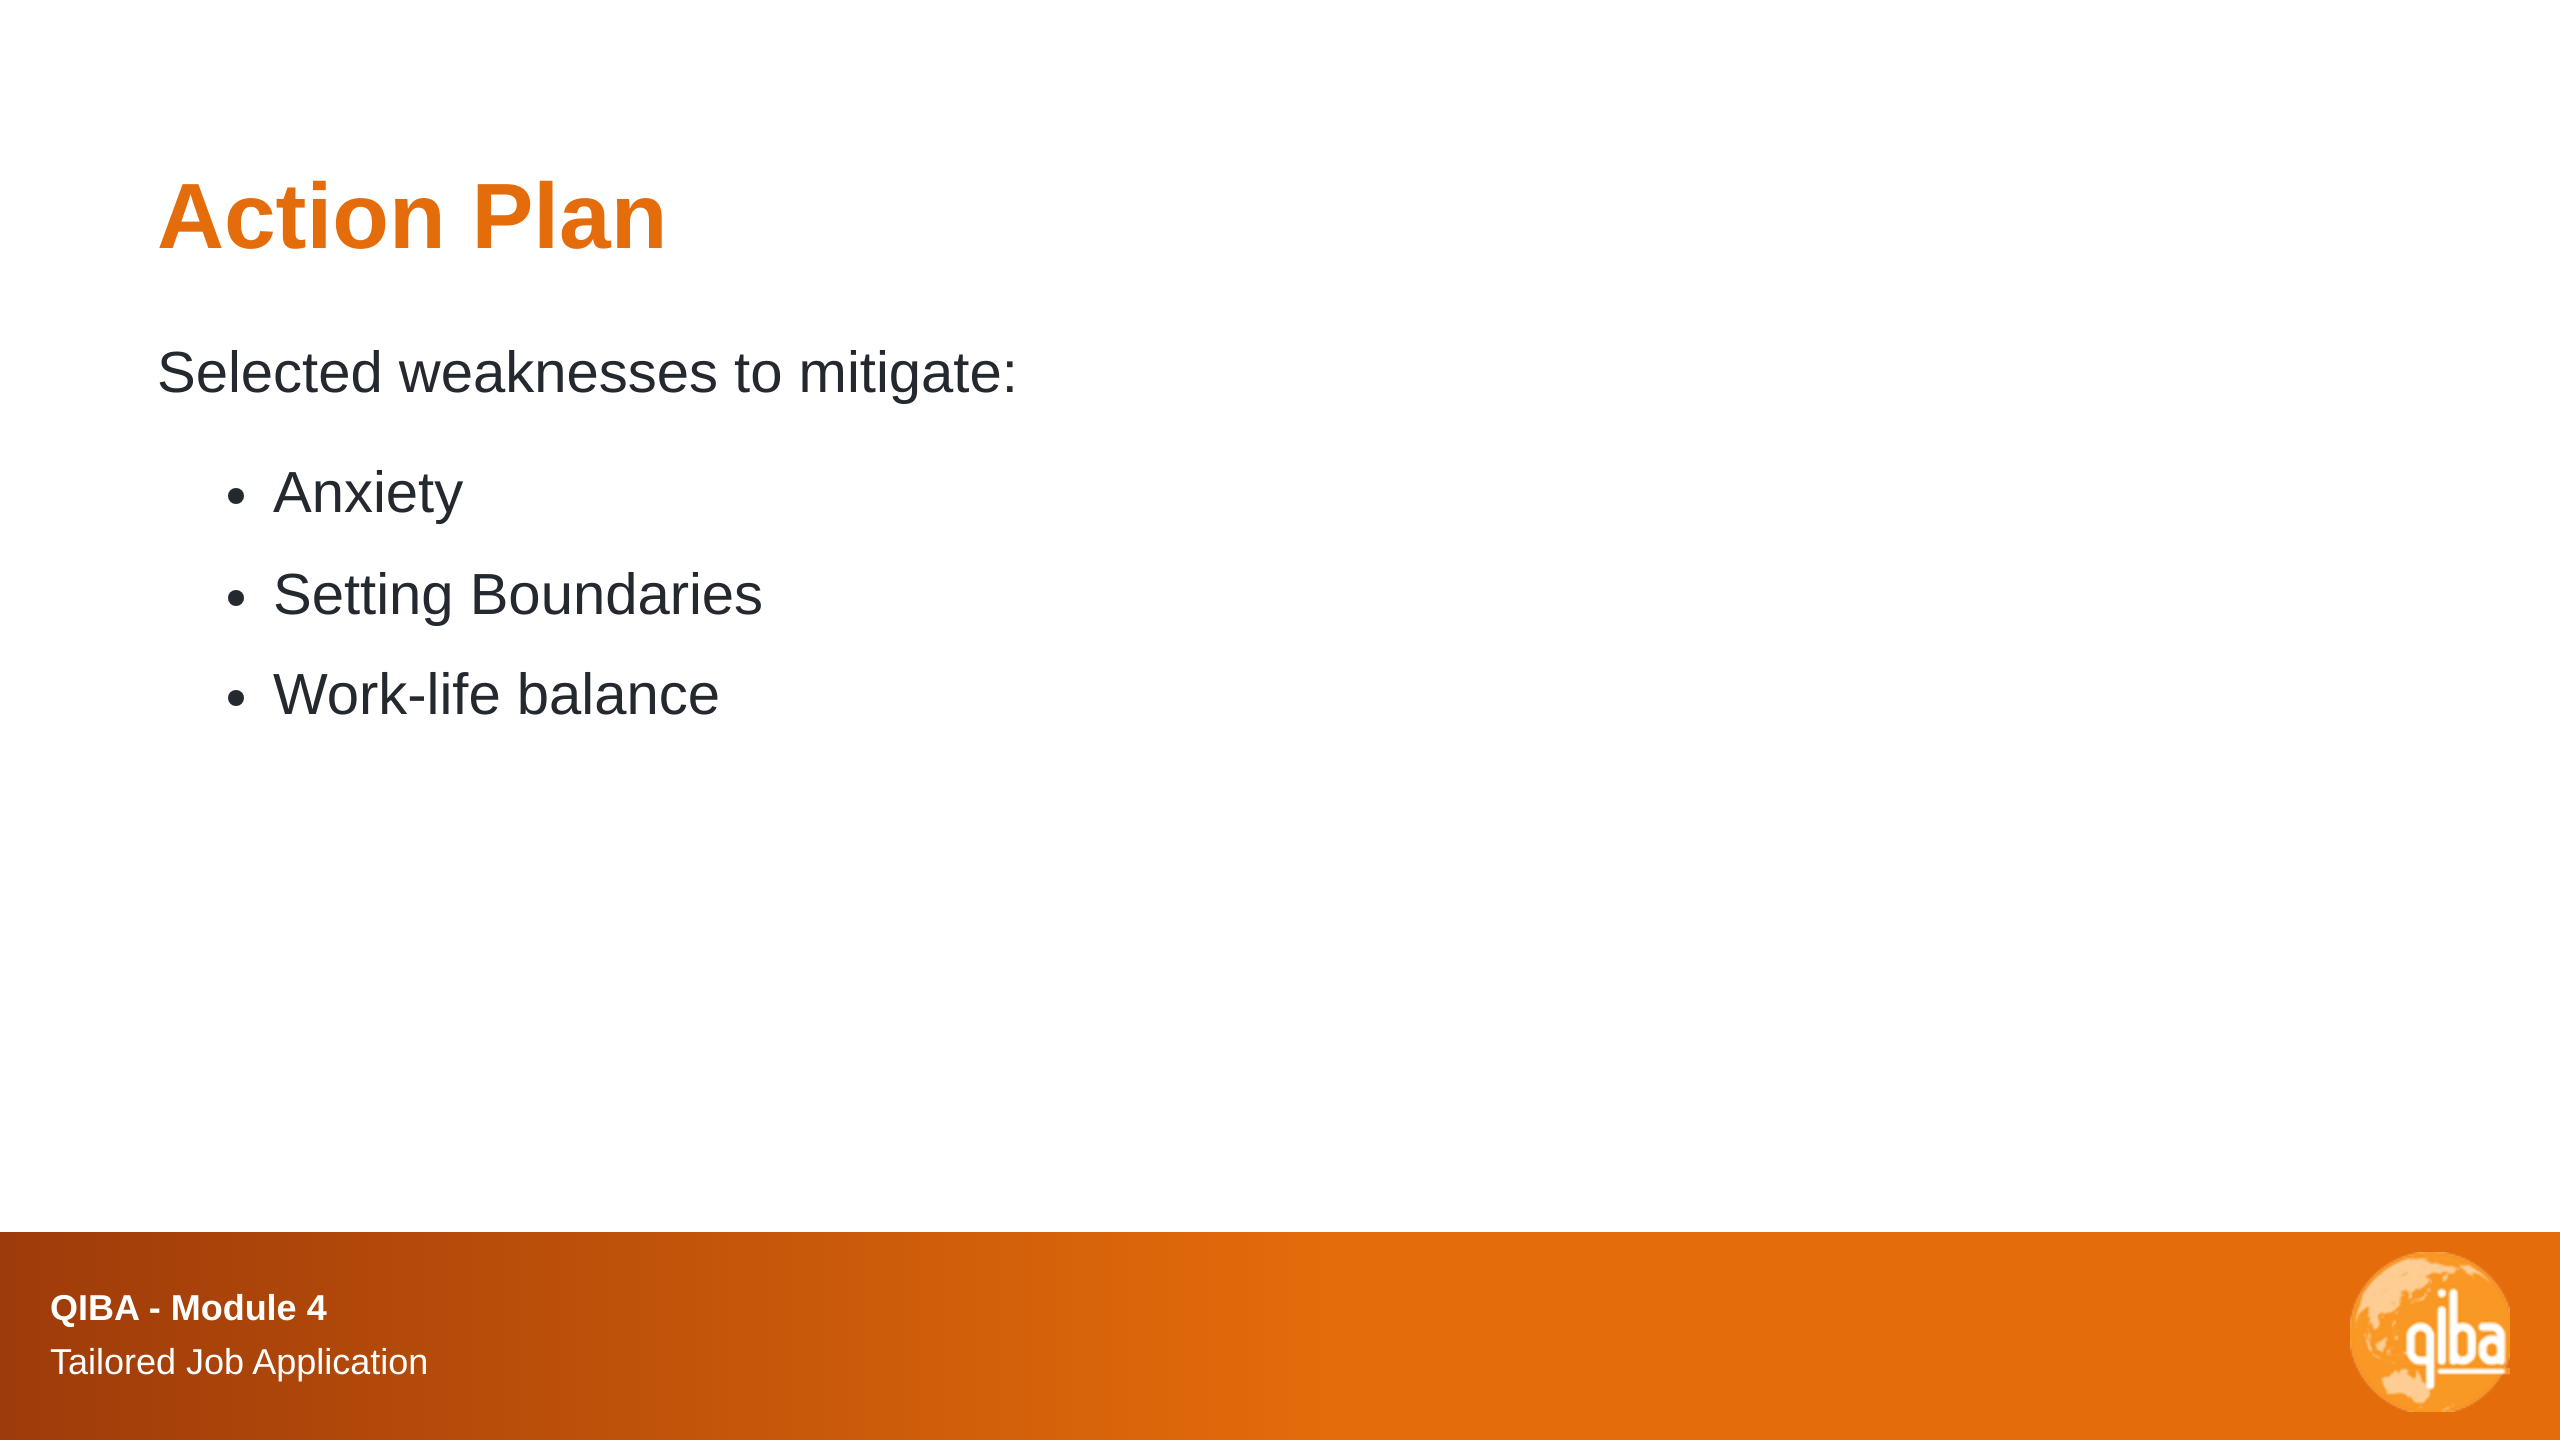 Action Plan
Selected weaknesses to mitigate:
• Anxiety
• Setting Boundaries
• Work-life balance
QIBA - Module 4
Tailored Job Application
qiba